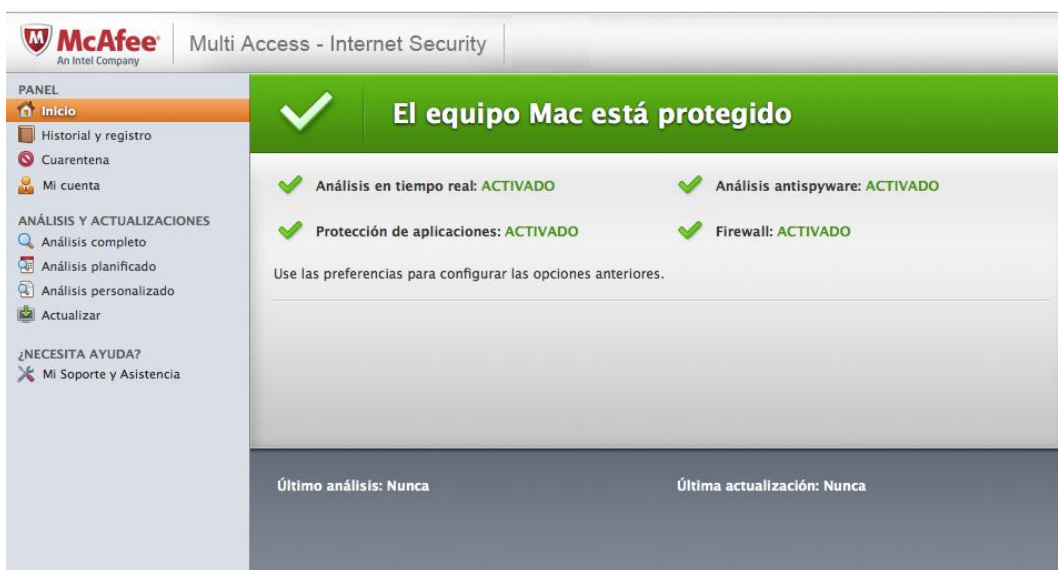 McAfee
An Intel Company
Multi Access - Internet Security
PANEL
Inicio
Historial y registro
Cuarentena
Mi cuenta
ANÁLISIS Y ACTUALIZACIONES
Análisis completo
Análisis planificado
Análisis personalizado
Actualizar
¿NECESITA AYUDA?
Mi Soporte y Asistencia
El equipo Mac está protegido
Análisis en tiempo real: ACTIVADO
Análisis antispyware: ACTIVADO
Protección de aplicaciones: ACTIVADO
Firewall: ACTIVADO
Use las preferencias para configurar las opciones anteriores.
Último análisis: Nunca
Última actualización: Nunca